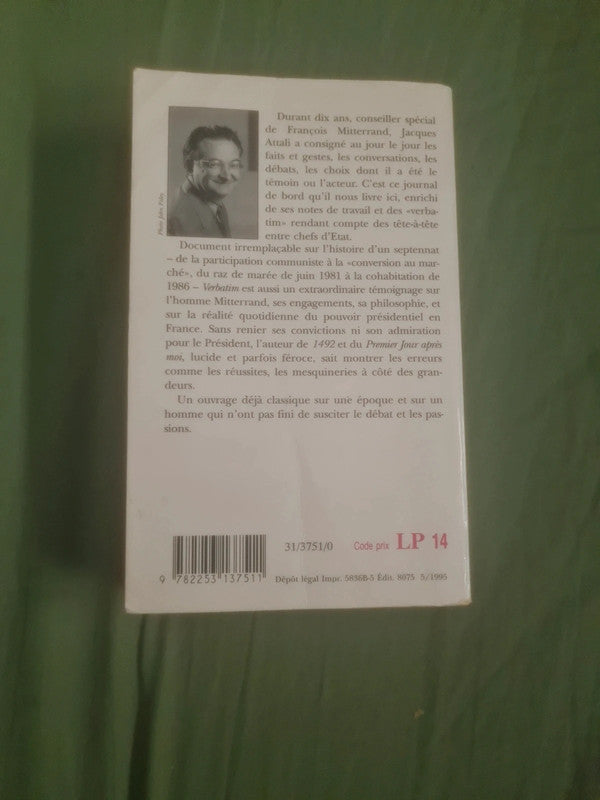 Durant dix ans, conseiller spécial
de François Mitterrand, Jacques
Attali a consigné au jour le jour les
faits et gestes, les conversations, les
débats, les choix dont il a été le
témoin ou l'acteur. C'est ce journal
de bord qu'il nous livre ici, enrichi
de ses notes de travail et des «verba-
tim» rendant compte des tête-à-tête
entre chefs d'Etat.
Photo John Foley
Document irremplaçable sur l'histoire d'un septennat
– de la participation communiste à la «conversion au mar-
ché», du raz de marée de juin 1981 à la cohabitation de
1986 – Verbatim est aussi un extraordinaire témoignage sur
l'homme Mitterrand, ses engagements, sa philosophie, et
sur la réalité quotidienne du pouvoir présidentiel en
France. Sans renier ses convictions ni son admiration
pour le Président, l'auteur de 1492 et du Premier Jour après
moi, lucide et parfois féroce, sait montrer les erreurs
comme les réussites, les mesquineries à côté des gran-
deurs.
Un ouvrage déjà classique sur une époque et sur un
homme qui n'ont pas fini de susciter le débat et les pas-
sions.
31/3751/0
Code prix LP 14
9 782253 137511
Dépôt légal Impr. 5836B-5 Édit. 8075 5/1995